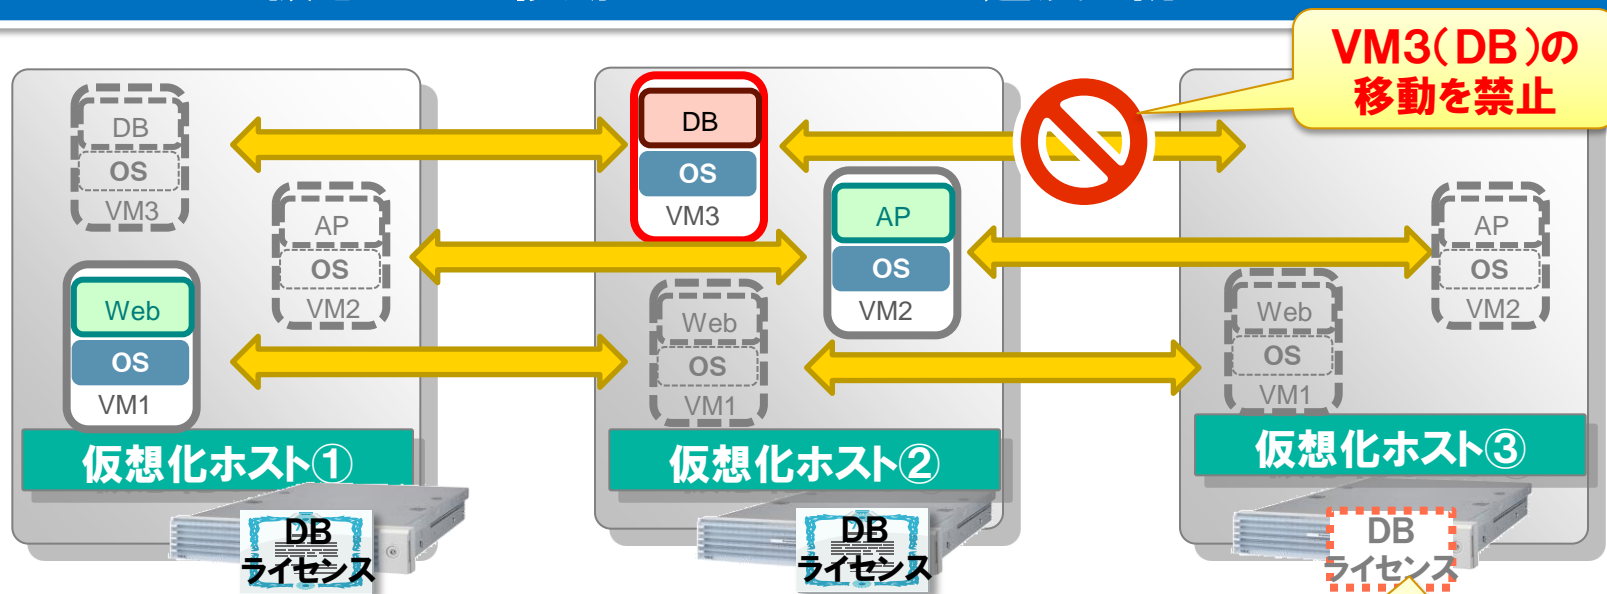 VM3(DB)の
移動を禁止
DB
OS
VM3
AP
OS
VM2
Web
OS
VM1
仮想化ホスト①
DB
ライセンス
DB
OS
VM3
AP
OS
VM2
Web
OS
VM1
仮想化ホスト②
DB
ライセンス
AP
OS
VM2
Web
OS
VM1
仮想化ホスト③
DB
ライセンス